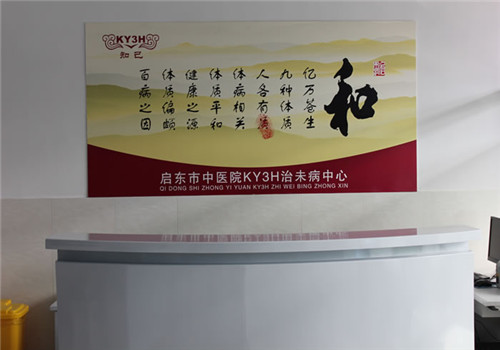 KY3H
知己
和
亿万苍生
九种体质
人各有质
体病相关
体质平和
健康之源
体质偏颇
百病之因
启东市中医院KY3H治未病中心
QI DONG SHI ZHONG YI YUAN KY3H ZHI WEI BING ZHONG XIN